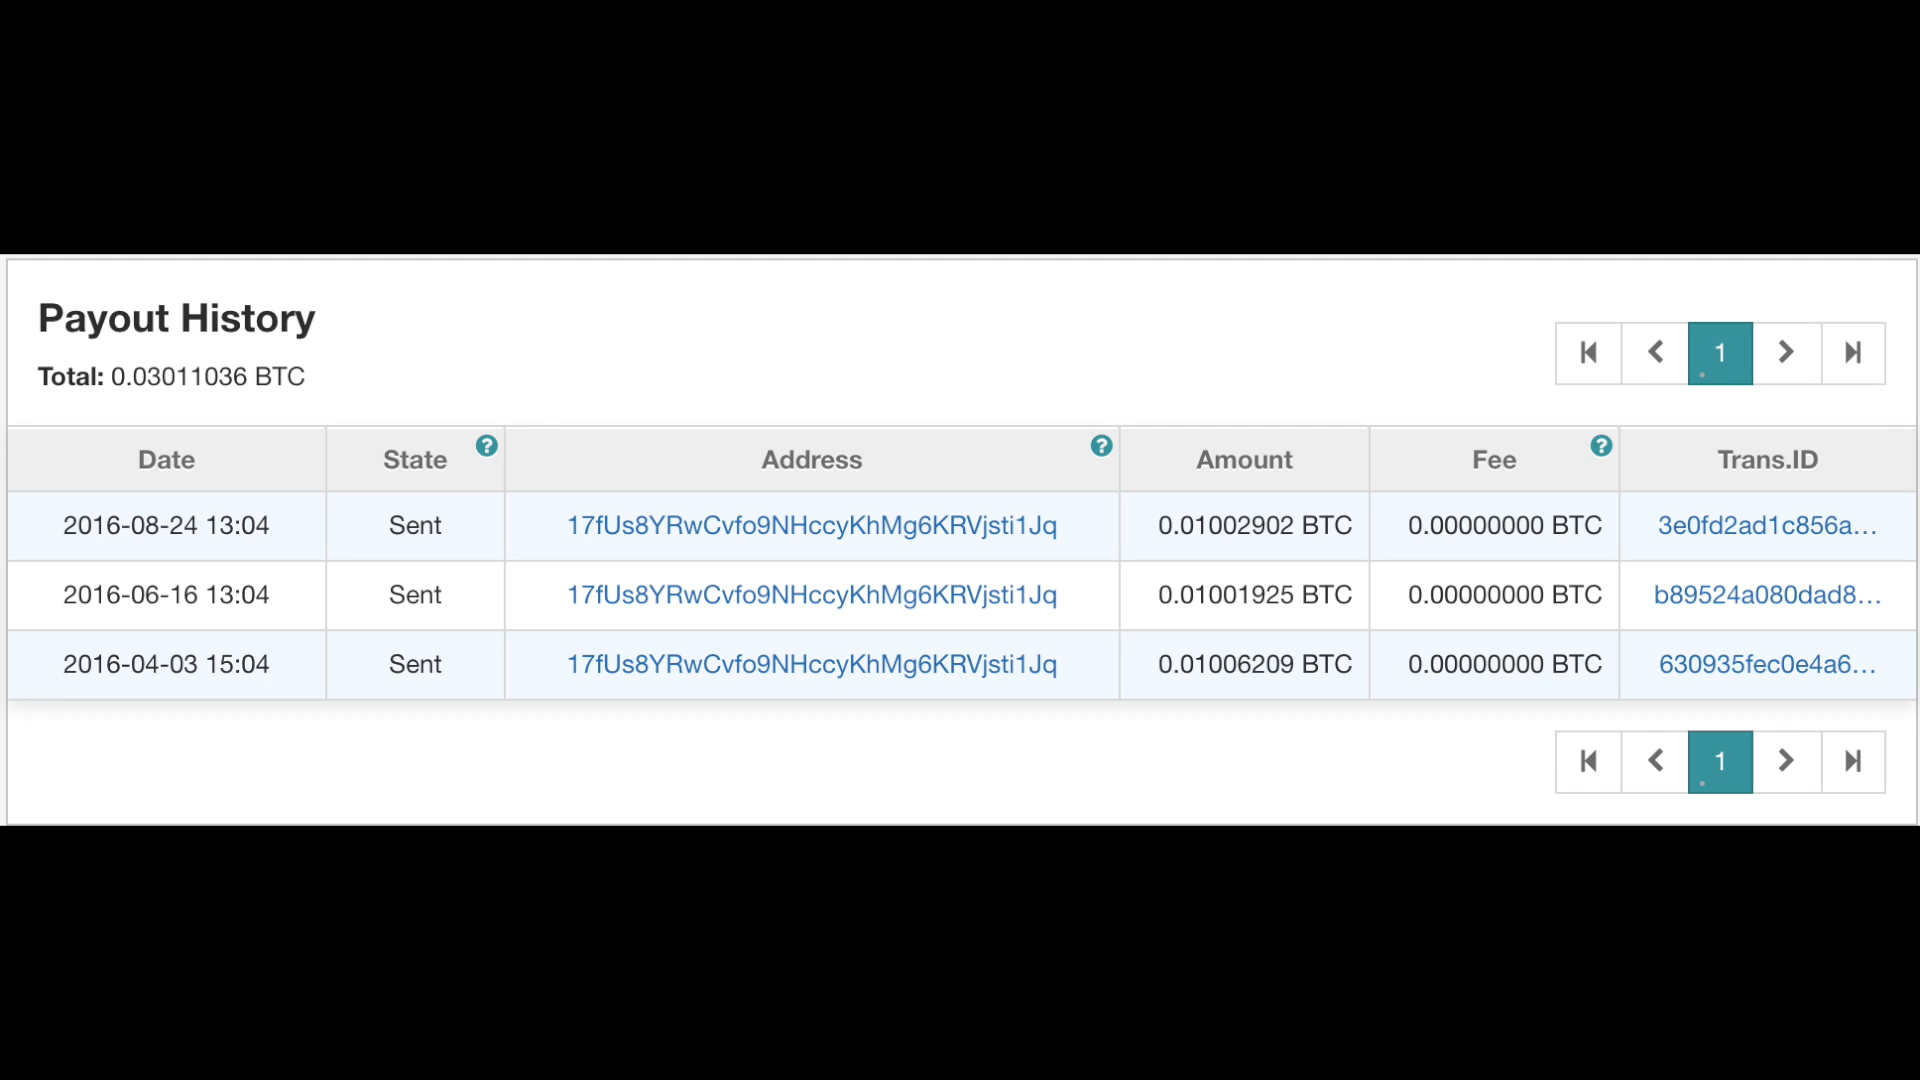 Payout History
Total: 0.03011036 BTC
1
Date State ? Address ? Amount Fee ? Trans.ID
2016-08-24 13:04 Sent 17fUs8YRwCvfo9NHccyKhMg6KRVjsti1Jq 0.01002902 BTC 0.00000000 BTC 3e0fd2ad1c856a...
2016-06-16 13:04 Sent 17fUs8YRwCvfo9NHccyKhMg6KRVjsti1Jq 0.01001925 BTC 0.00000000 BTC b89524a080dad8...
2016-04-03 15:04 Sent 17fUs8YRwCvfo9NHccyKhMg6KRVjsti1Jq 0.01006209 BTC 0.00000000 BTC 630935fec0e4a6...
1